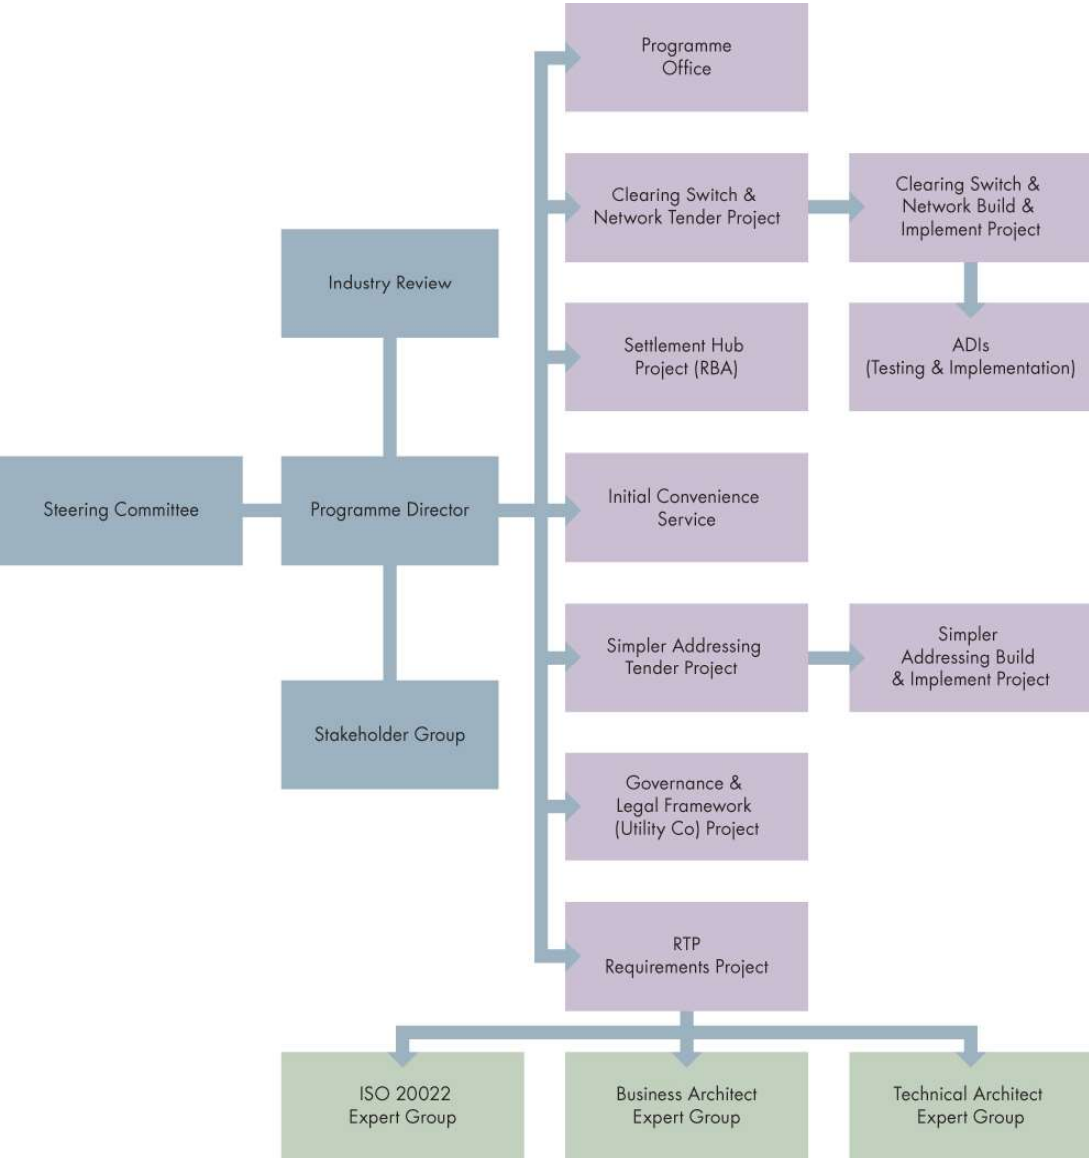 Programme
Office
Clearing Switch &
Network Tender Project
Clearing Switch &
Network Build &
Implement Project
Industry Review
Settlement Hub
Project (RBA)
ADIs
(Testing & Implementation)
Steering Committee
Programme Director
Initial Convenience
Service
Simpler Addressing
Tender Project
Simpler
Addressing Build
& Implement Project
Stakeholder Group
Governance &
Legal Framework
(Utility Co) Project
RTP
Requirements Project
ISO 20022
Expert Group
Business Architect
Expert Group
Technical Architect
Expert Group